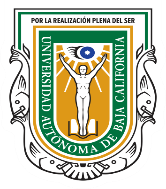 POR LA REALIZACIÓN PLENA DEL SER
UNIVERSIDAD AUTÓNOMA DE BAJA CALIFORNIA